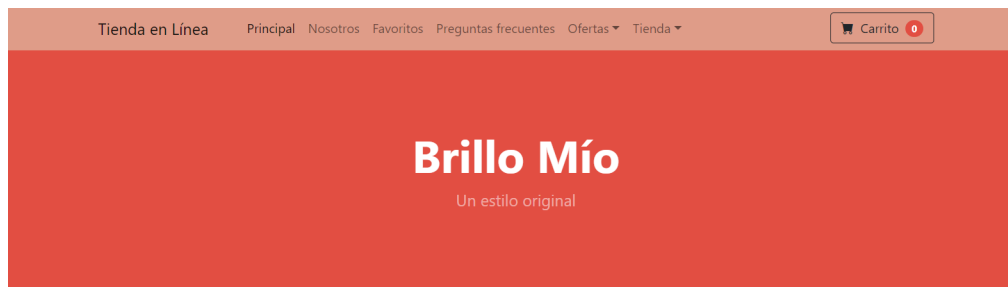 Tienda en Línea Principal Nosotros Favoritos Preguntas frecuentes Ofertas Tienda Carrito 0
Brillo Mío
Un estilo original